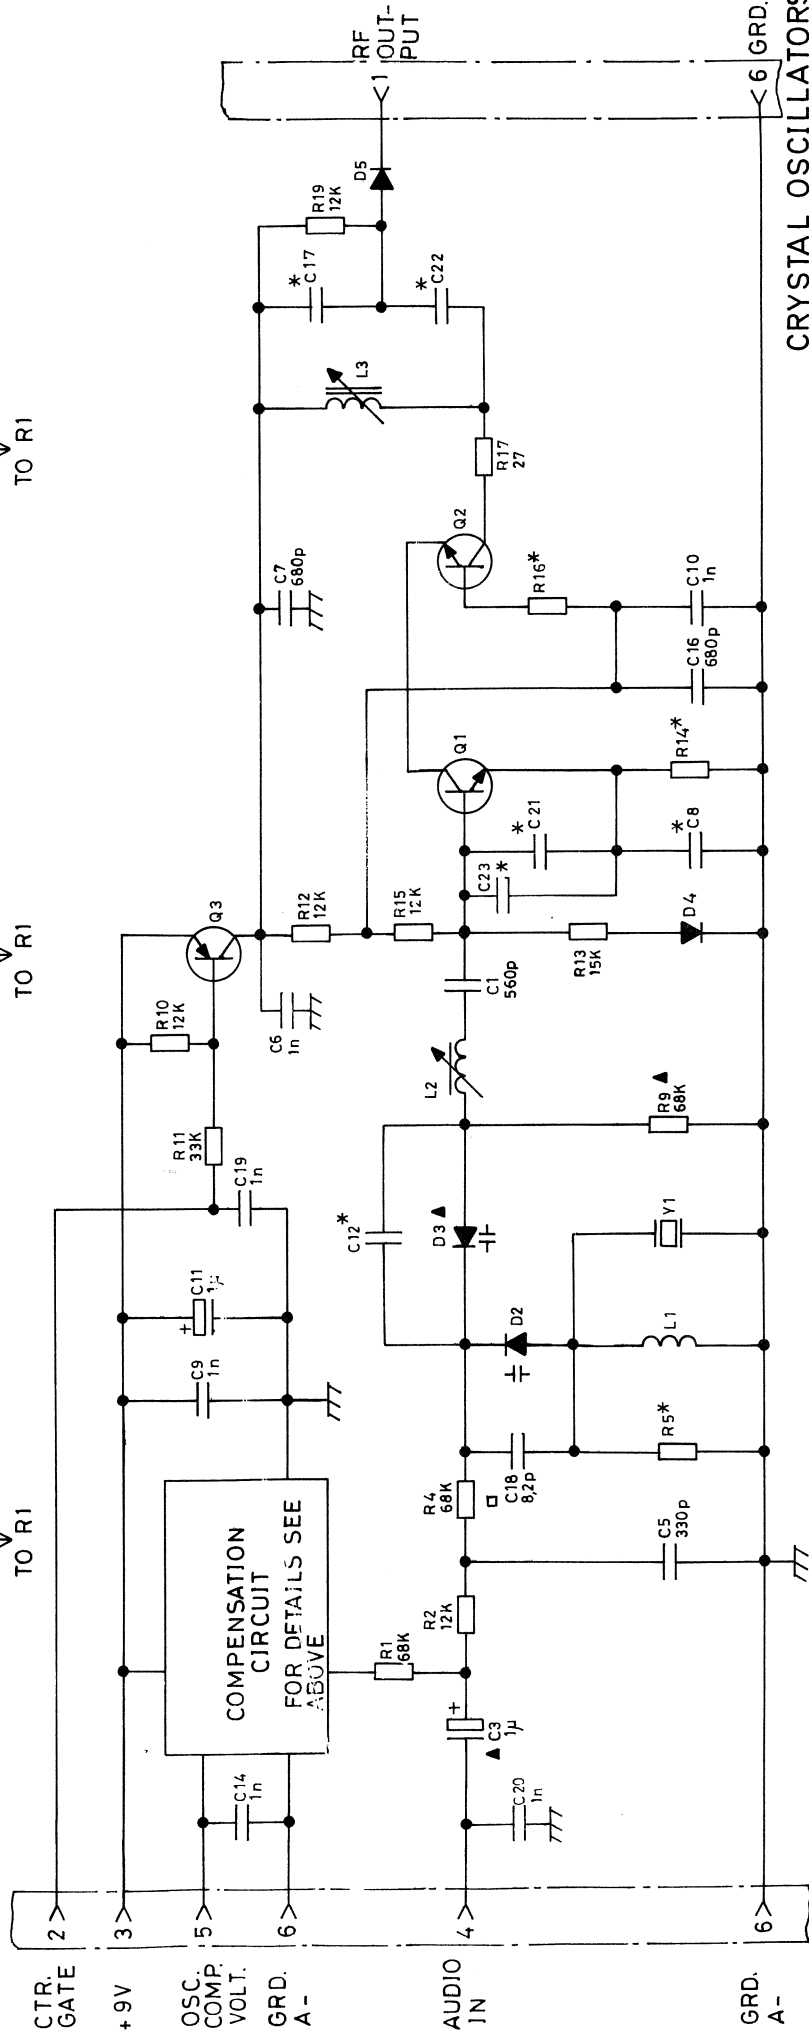 TO R1
TO R1
TO R1
CTR.
GATE
2
+9V
3
OSC.
COMP.
VOLT.
5
GRD.
A-
6
AUDIO
IN
4
GRD.
A-
6
COMPENSATION
CIRCUIT
FOR DETAILS SEE
ABOVE
C14
1n
C9
1n
+
C11
1µ
C19
1n
R11
33K
R10
12K
Q3
C6
1n
C7
680p
R12
12K
R15
12K
L3
*
C17
R19
12K
*
C22
D5
1
RF
OUT-
PUT
R1
68K
C20
1n
▲ C3
1µ
+
R2
12K
R4
68K
C18
8,2p
C5
330p
R5*
D2
L1
C12*
D3▲
Y1
R9▲
68K
L2
C1
560p
R13
15K
D4
C23
*
*
C21
*
C8
Q1
R14*
Q2
R16*
R17
27
C16
680p
C10
1n
6
GRD.
CRYSTAL OSCILLATORS